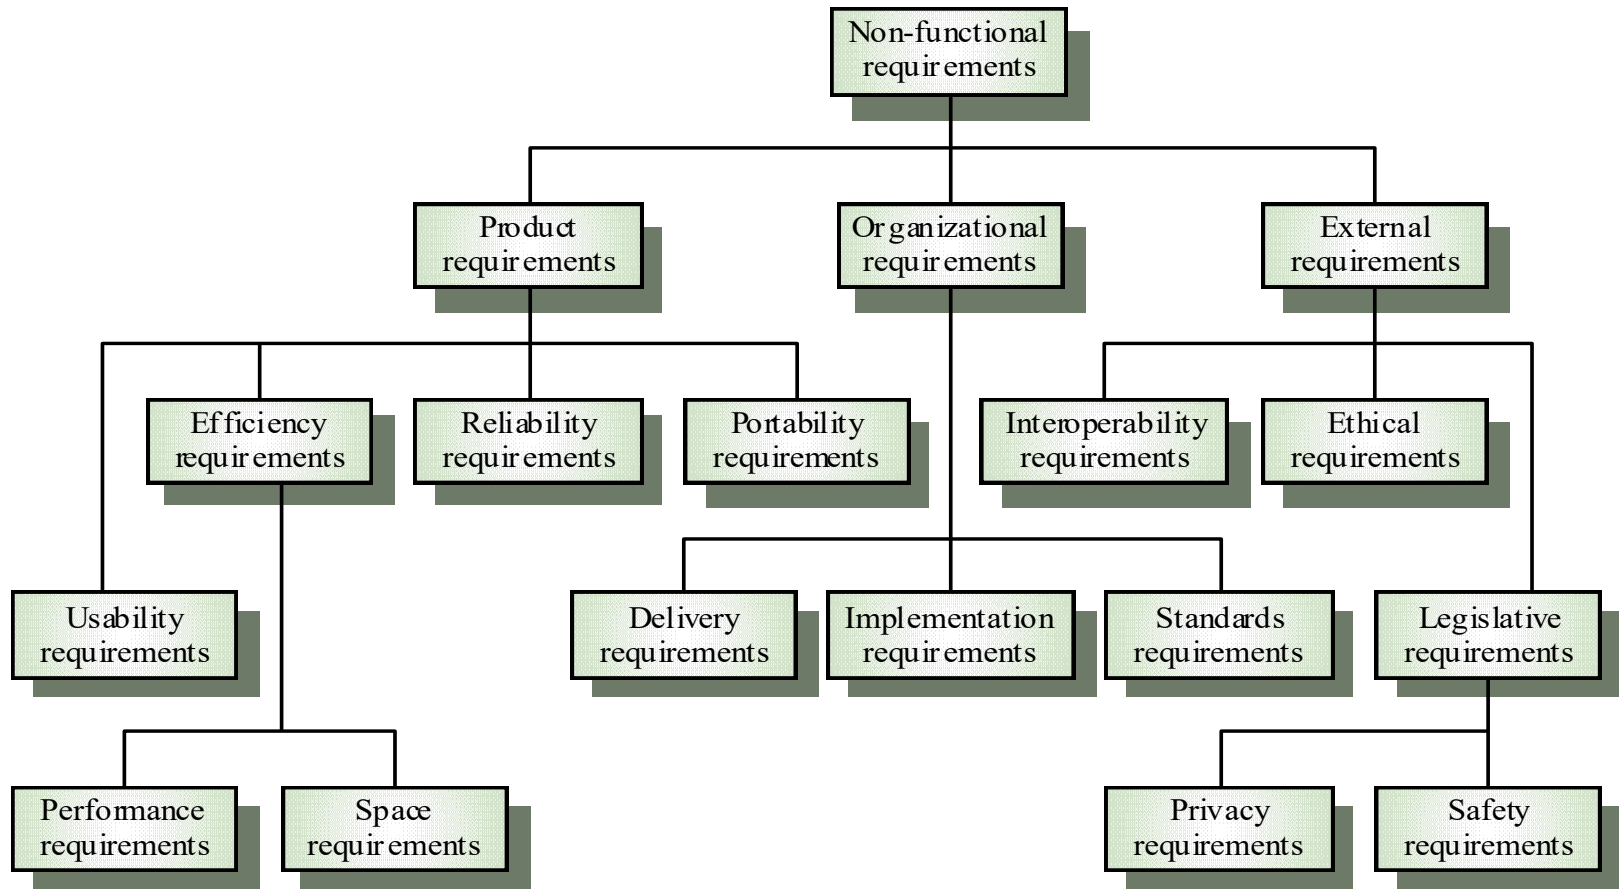 Non-functional
requirements
Product
requirements
Organizational
requirements
External
requirements
Efficiency
requirements
Reliability
requirements
Portability
requirements
Interoperability
requirements
Ethical
requirements
Usability
requirements
Delivery
requirements
Implementation
requirements
Standards
requirements
Legislative
requirements
Performance
requirements
Space
requirements
Privacy
requirements
Safety
requirements